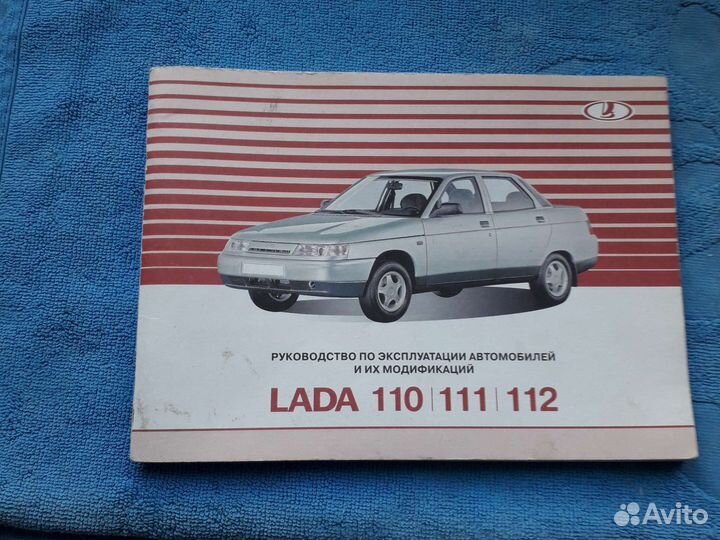 РУКОВОДСТВО ПО ЭКСПЛУАТАЦИИ АВТОМОБИЛЕЙ
И ИХ МОДИФИКАЦИЙ
LADA 110 | 111 | 112
Avito